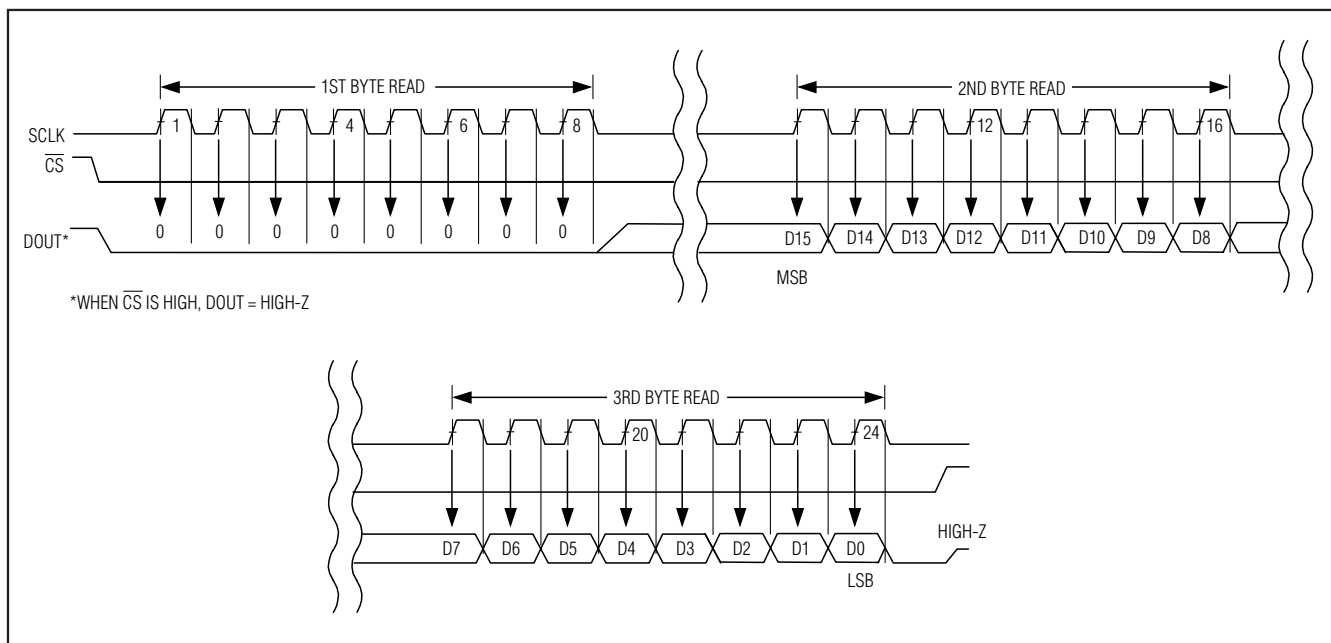 1ST BYTE READ
2ND BYTE READ
SCLK
1 4 6 8
12 16
CS
0 0 0 0 0 0 0 0
DOUT*
D15 D14 D13 D12 D11 D10 D9 D8
MSB
*WHEN CS IS HIGH, DOUT = HIGH-Z
3RD BYTE READ
20 24
HIGH-Z
D7 D6 D5 D4 D3 D2 D1 D0
LSB